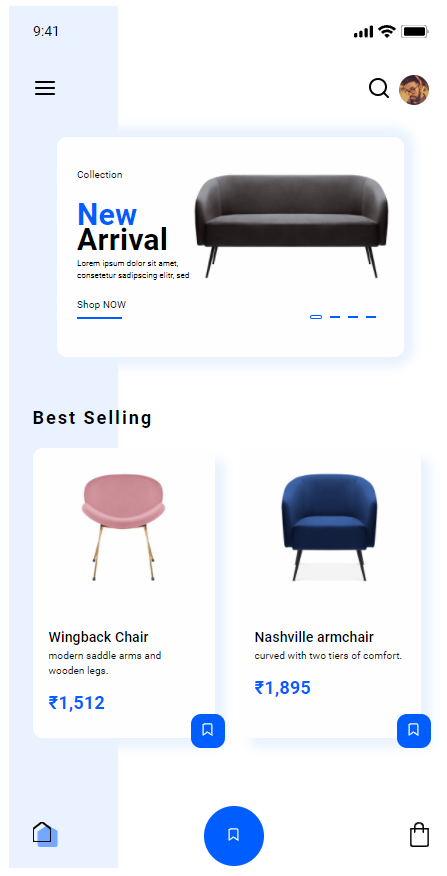 9:41
Collection
New
Arrival
Lorem ipsum dolor sit amet,
consetetur sadipscing elitr, sed
Shop NOW
Best Selling
Wingback Chair
modern saddle arms and
wooden legs.
₹1,512
Nashville armchair
curved with two tiers of comfort.
₹1,895